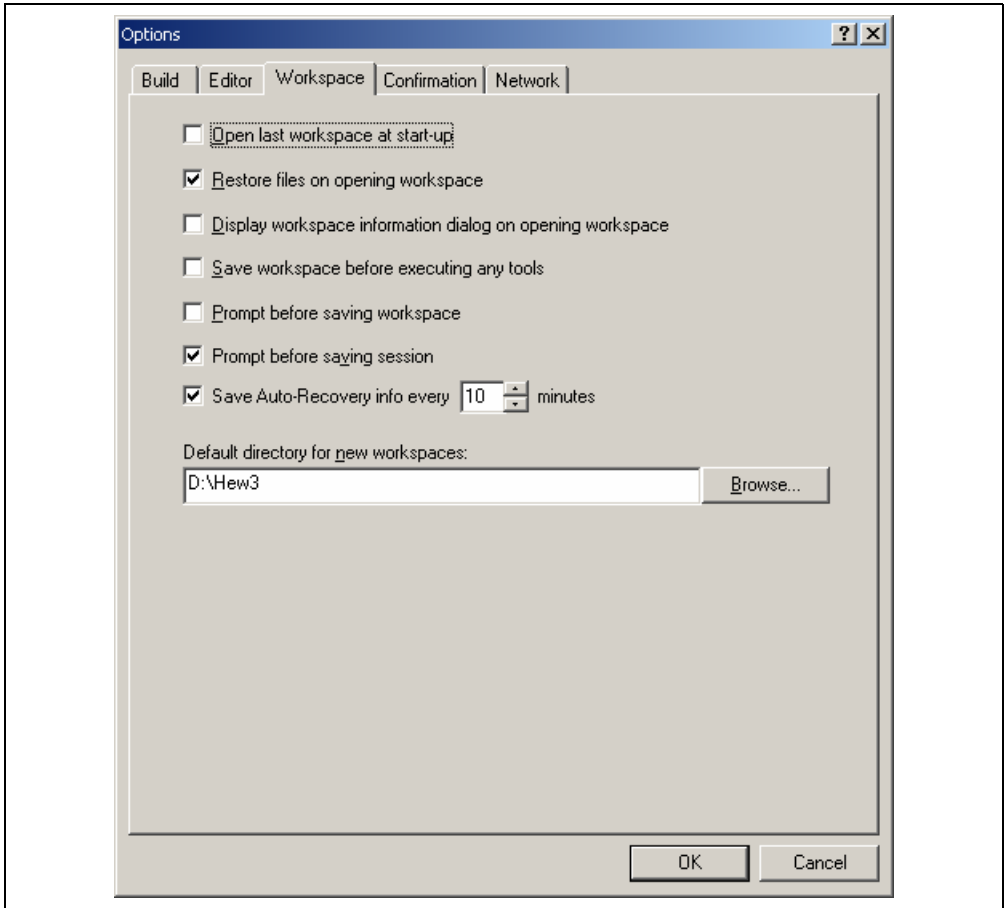 Options
Build Editor Workspace Confirmation Network
Open last workspace at start-up
Restore files on opening workspace
Display workspace information dialog on opening workspace
Save workspace before executing any tools
Prompt before saving workspace
Prompt before saving session
Save Auto-Recovery info every 10 minutes
Default directory for new workspaces:
D:\Hew3 Browse...
OK Cancel